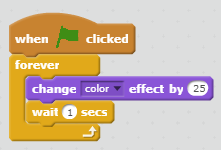 when clicked
forever
change color effect by 25
wait 1 secs